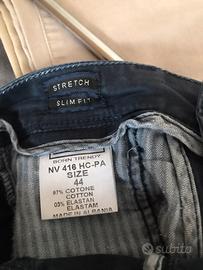 STRETCH
SLIM FIT
BORN TRENDY
NV 416 HC-PA
SIZE
44
97% COTONE
COTTON
03% ELASTAN
ELASTAM
MADE IN ALBANIA
subito